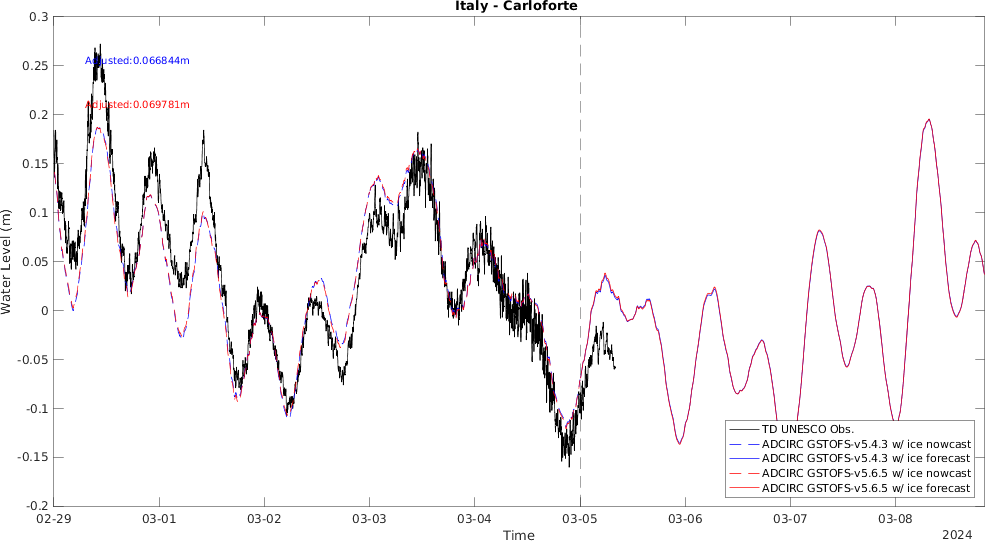 Italy - Carloforte
0.3
0.25
0.2
0.15
0.1
0.05
0
-0.05
-0.1
-0.15
-0.2
Water Level (m)
Adjusted:0.066844m
Adjusted:0.069781m
TD UNESCO Obs.
ADCIRC GSTOFS-v5.4.3 w/ ice nowcast
ADCIRC GSTOFS-v5.4.3 w/ ice forecast
ADCIRC GSTOFS-v5.6.5 w/ ice nowcast
ADCIRC GSTOFS-v5.6.5 w/ ice forecast
02-29 03-01 03-02 03-03 03-04 03-05 03-06 03-07 03-08
Time
2024